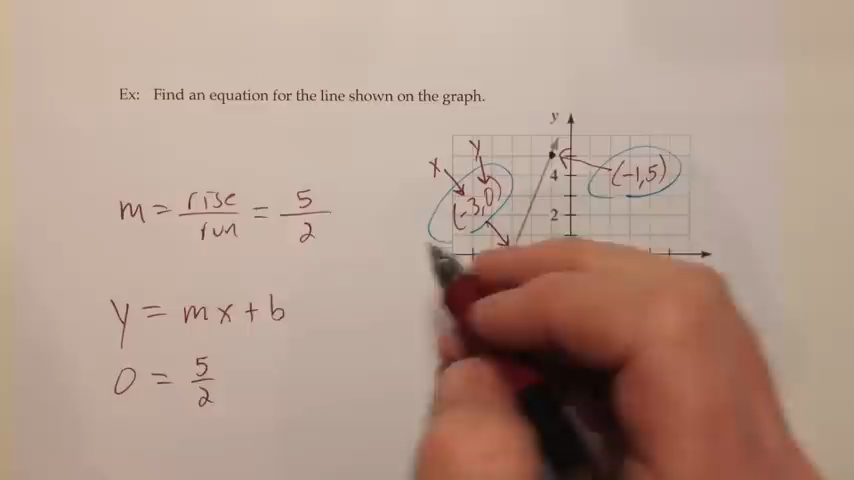 Ex: Find an equation for the line shown on the graph.
y
x
y
(-3,0)
(-1,5)
4
2
m = rise/run = 5/2
y = mx + b
0 = 5/2